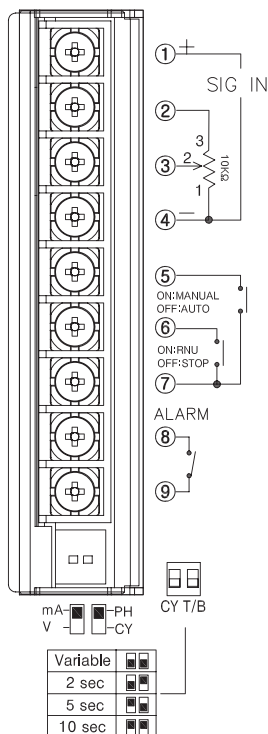 ① +
SIG IN
②
3
③ 2
10KΩ
1
④ −
⑤
ON:MANUAL
OFF:AUTO
⑥
ON:RNU
OFF:STOP
⑦
ALARM
⑧
⑨
CY T/B
mA PH
V CY
Variable
2 sec
5 sec
10 sec